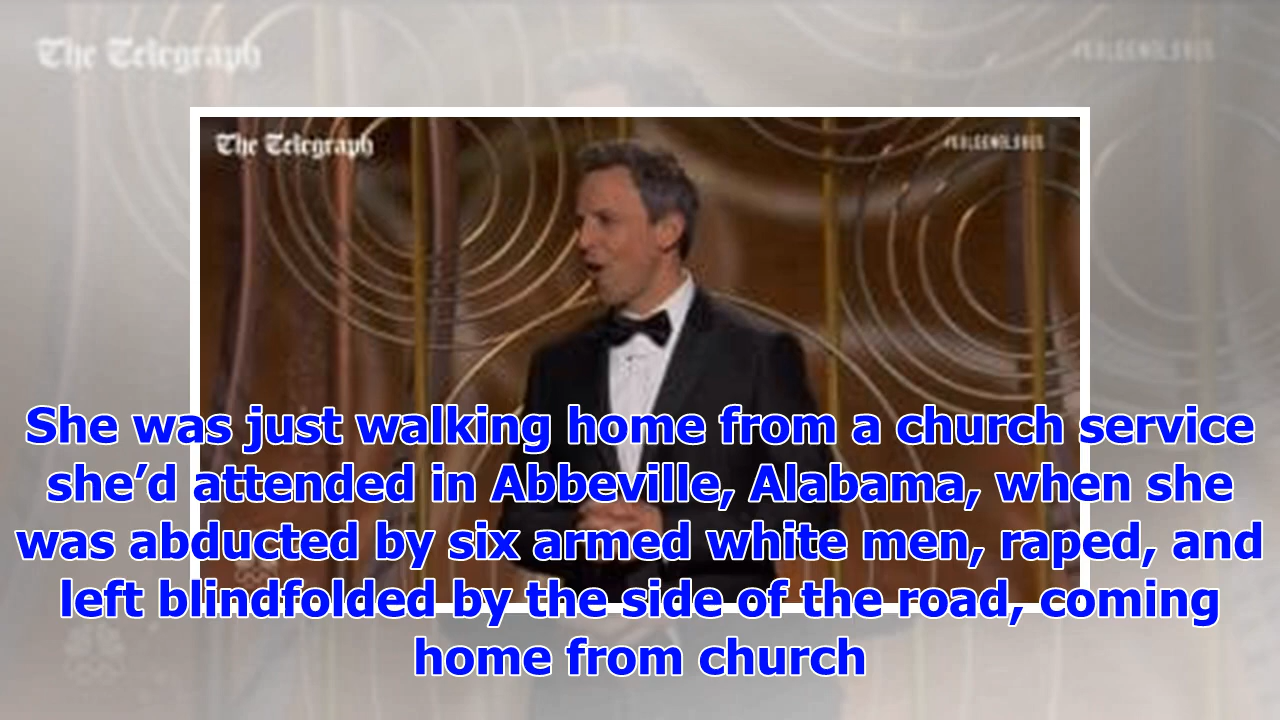 The Telegraph
The Telegraph
She was just walking home from a church service
she’d attended in Abbeville, Alabama, when she
was abducted by six armed white men, raped, and
left blindfolded by the side of the road, coming
home from church